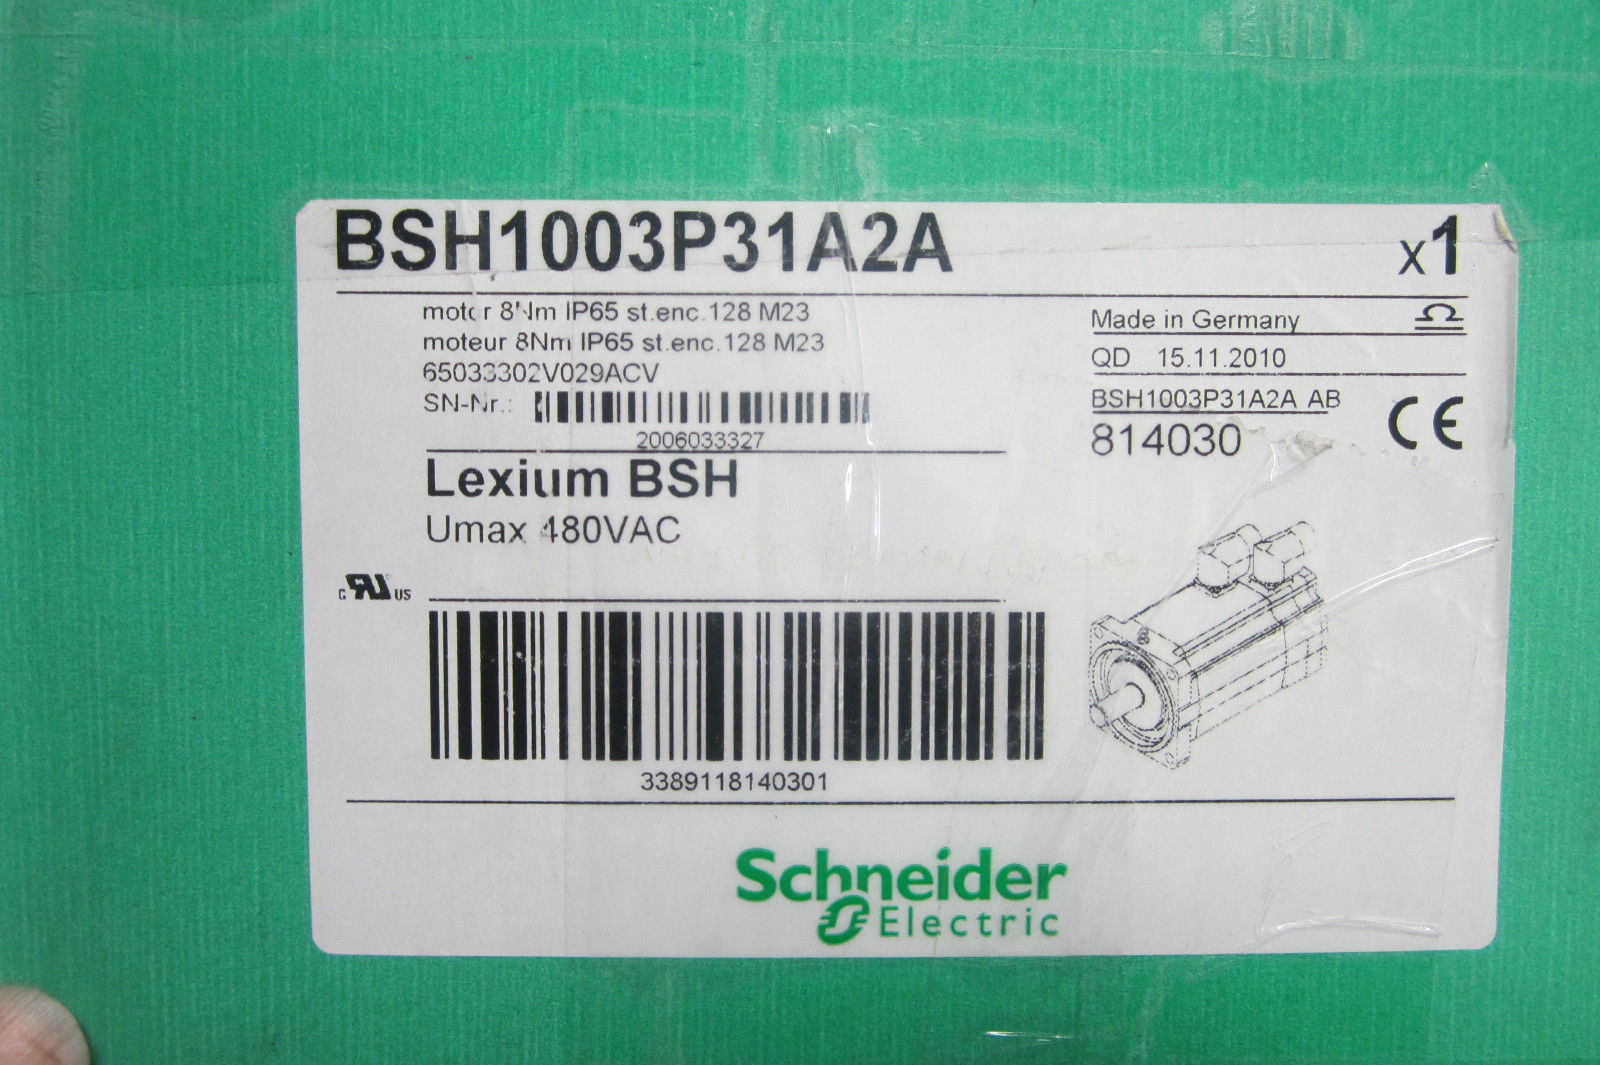 BSH1003P31A2A
x1
motor 8Nm IP65 st.enc.128 M23
moteur 8Nm IP65 st.enc.128 M23
65033302V029ACV
SN-Nr.:
2006033327
Made in Germany
QD 15.11.2010
BSH1003P31A2A AB
814030
CE
Lexium BSH
Umax 480VAC
c RU US
3389118140301
Schneider
Electric